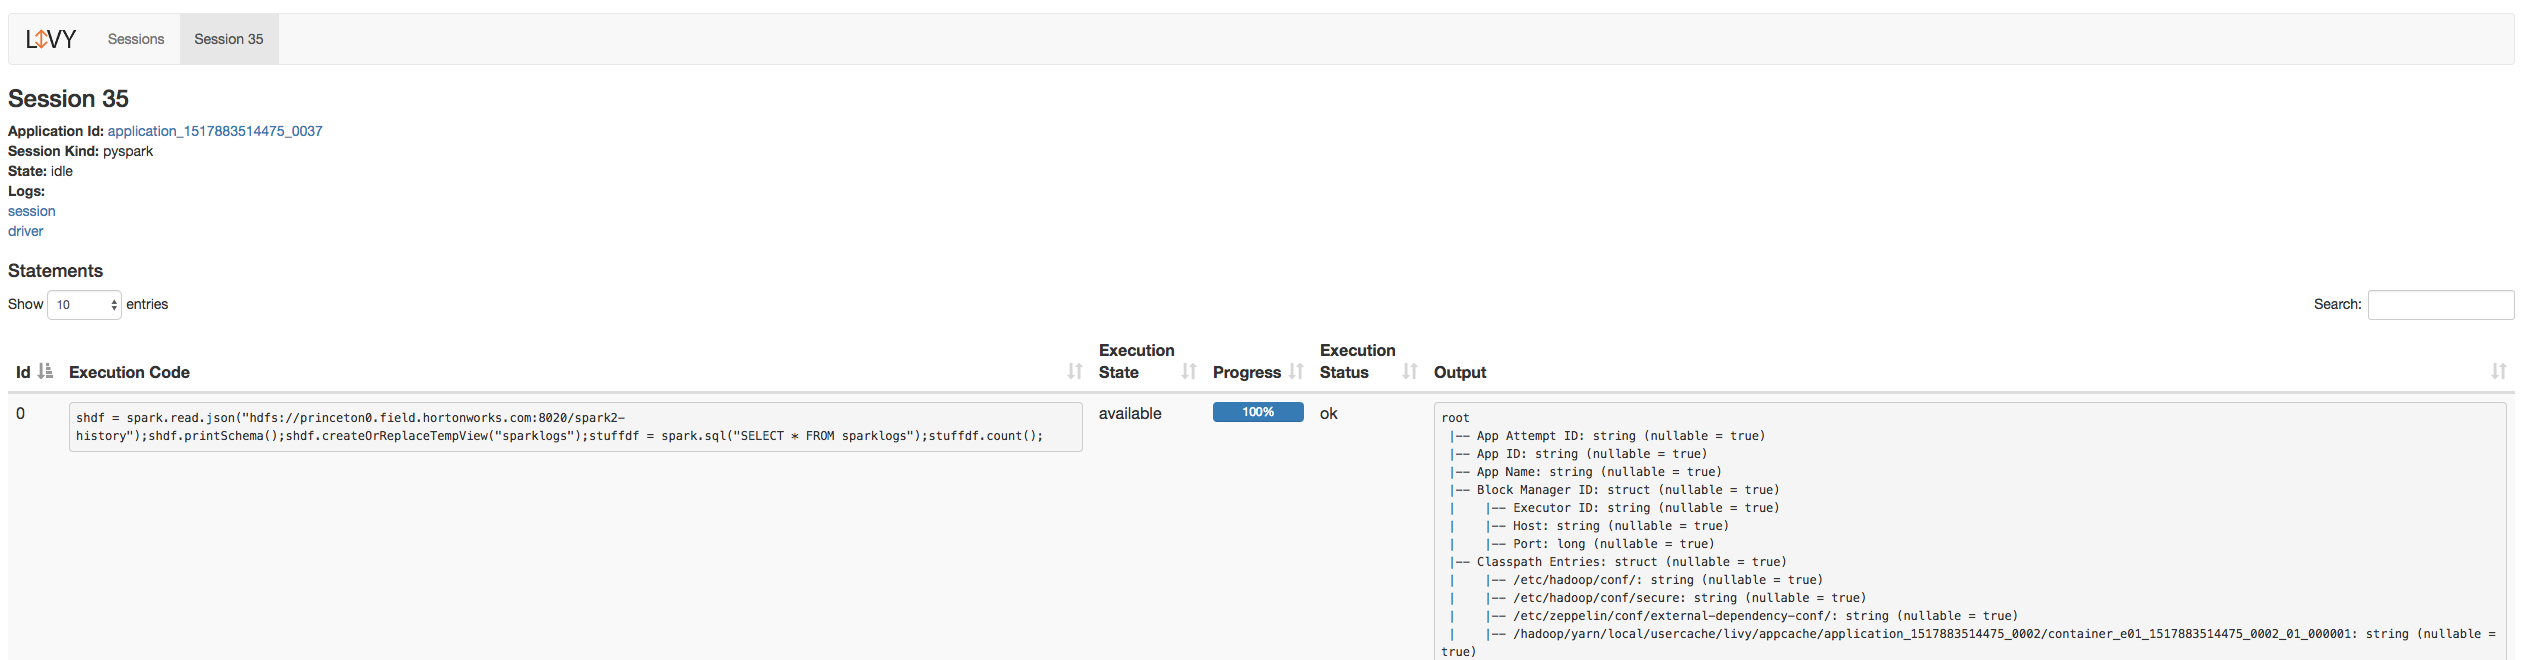 LIVY Sessions Session 35
Session 35
Application Id: application_1517883514475_0037
Session Kind: pyspark
State: idle
Logs:
session
driver
Statements
Show 10 entries Search:
Id Execution Code Execution State Progress Execution Status Output
0
shdf = spark.read.json("hdfs://princeton0.field.hortonworks.com:8020/spark2-
history");shdf.printSchema();shdf.createOrReplaceTempView("sparklogs");stuffdf = spark.sql("SELECT * FROM sparklogs");stuffdf.count();
available
100%
ok
root
|-- App Attempt ID: string (nullable = true)
|-- App ID: string (nullable = true)
|-- App Name: string (nullable = true)
|-- Block Manager ID: struct (nullable = true)
|    |-- Executor ID: string (nullable = true)
|    |-- Host: string (nullable = true)
|    |-- Port: long (nullable = true)
|-- Classpath Entries: struct (nullable = true)
|    |-- /etc/hadoop/conf/: string (nullable = true)
|    |-- /etc/hadoop/conf/secure: string (nullable = true)
|    |-- /etc/zeppelin/conf/external-dependency-conf/: string (nullable = true)
|    |-- /hadoop/yarn/local/usercache/livy/appcache/application_1517883514475_0002/container_e01_1517883514475_0002_01_000001: string (nullable =
true)